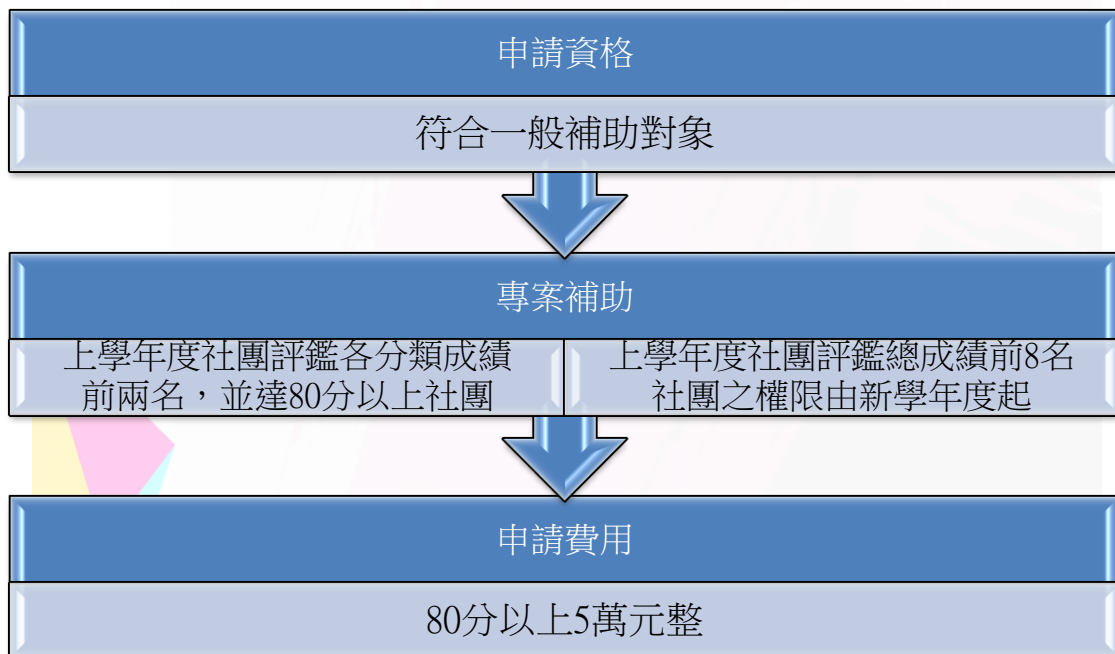 申請資格
符合一般補助對象
專案補助
上學年度社團評鑑各分類成績
前兩名，並達80分以上社團
上學年度社團評鑑總成績前8名
社團之權限由新學年度起
申請費用
80分以上5萬元整